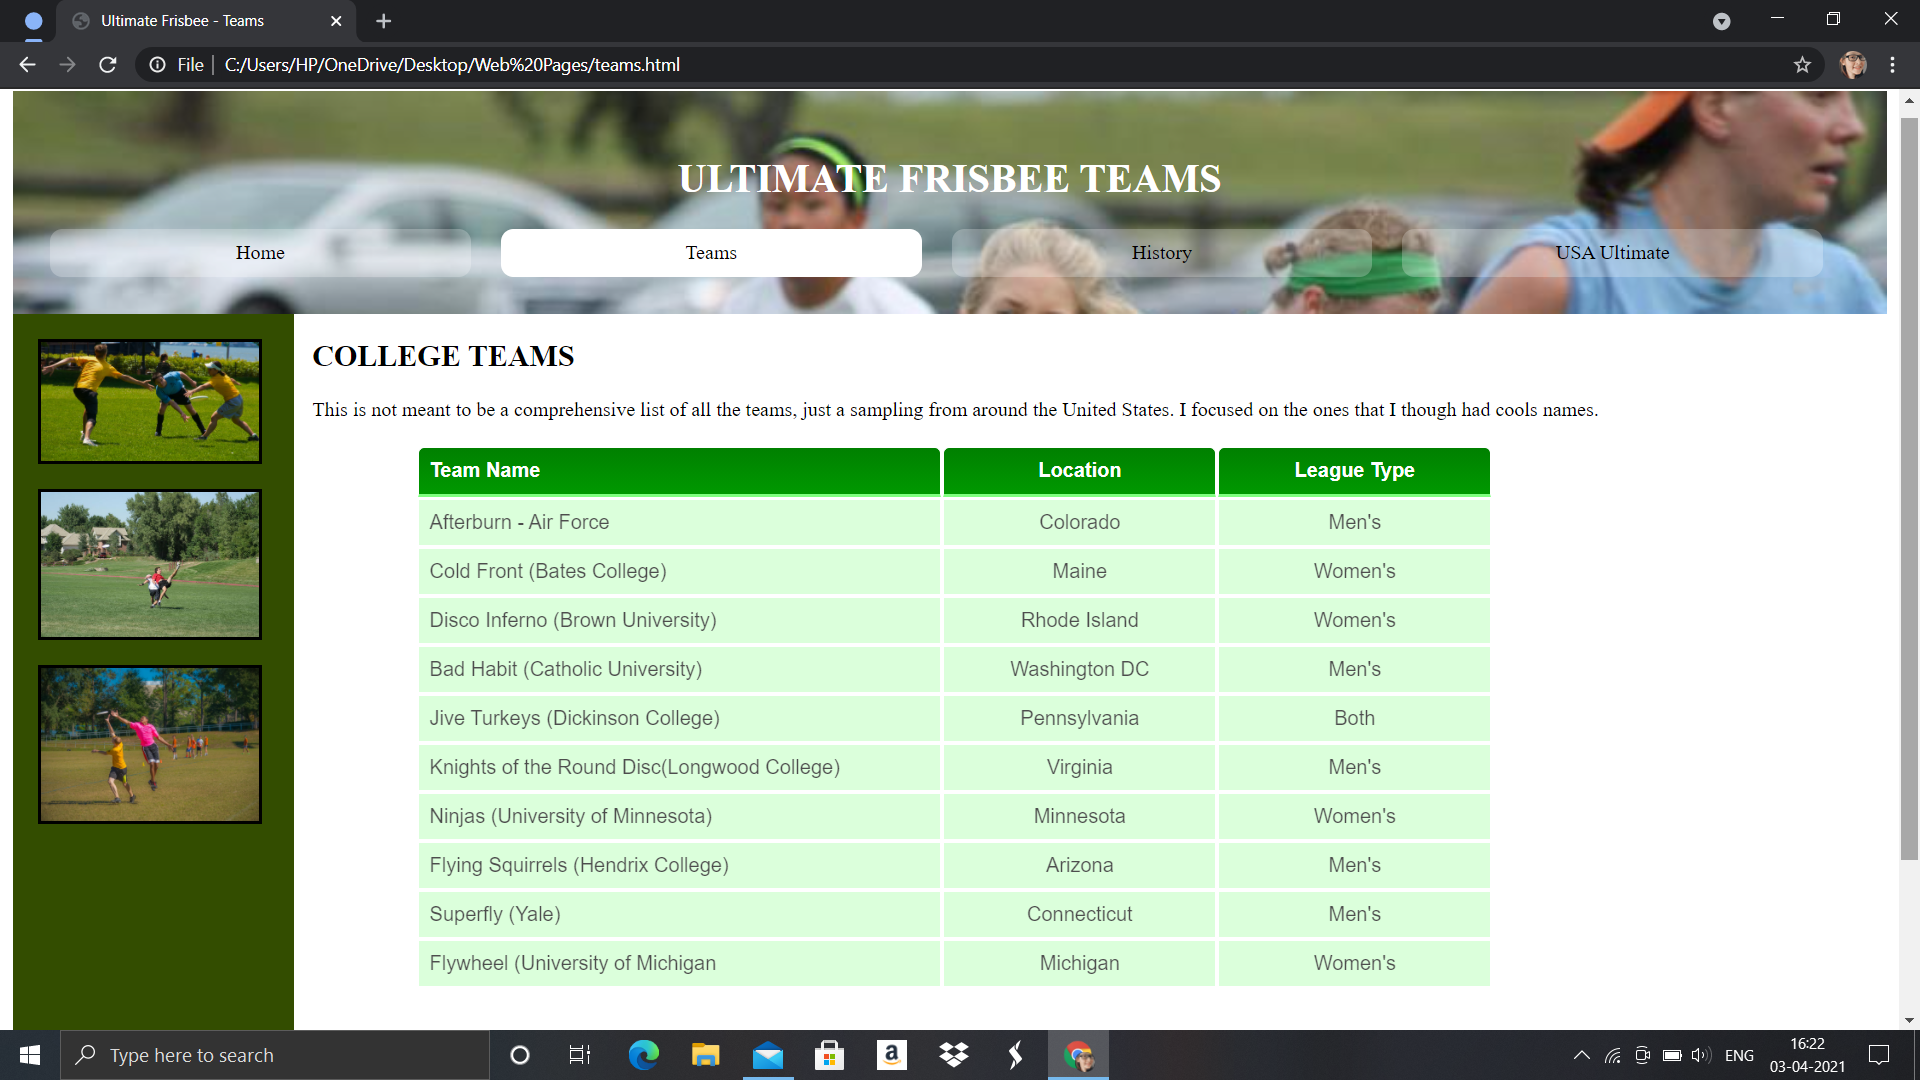 Ultimate Frisbee - Teams
File
C:/Users/HP/OneDrive/Desktop/Web%20Pages/teams.html
ULTIMATE FRISBEE TEAMS
Home Teams History USA Ultimate
COLLEGE TEAMS
This is not meant to be a comprehensive list of all the teams, just a sampling from around the United States. I focused on the ones that I though had cools names.
Team Name Location League Type
Afterburn - Air Force Colorado Men's
Cold Front (Bates College) Maine Women's
Disco Inferno (Brown University) Rhode Island Women's
Bad Habit (Catholic University) Washington DC Men's
Jive Turkeys (Dickinson College) Pennsylvania Both
Knights of the Round Disc(Longwood College) Virginia Men's
Ninjas (University of Minnesota) Minnesota Women's
Flying Squirrels (Hendrix College) Arizona Men's
Superfly (Yale) Connecticut Men's
Flywheel (University of Michigan Michigan Women's
Type here to search
a
ENG
16:22
03-04-2021